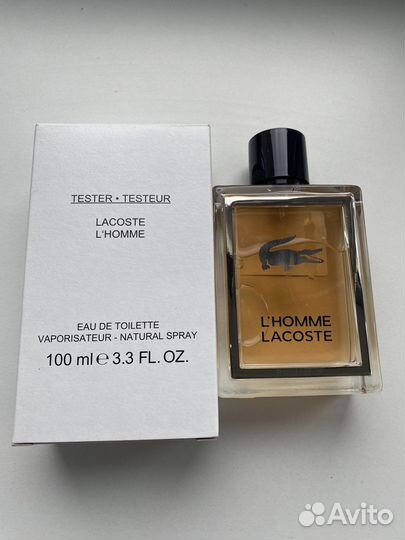 TESTER • TESTEUR
LACOSTE
L'HOMME
EAU DE TOILETTE
VAPORISATEUR - NATURAL SPRAY
100 ml ℮ 3.3 FL. OZ.
L'HOMME
LACOSTE
Avito